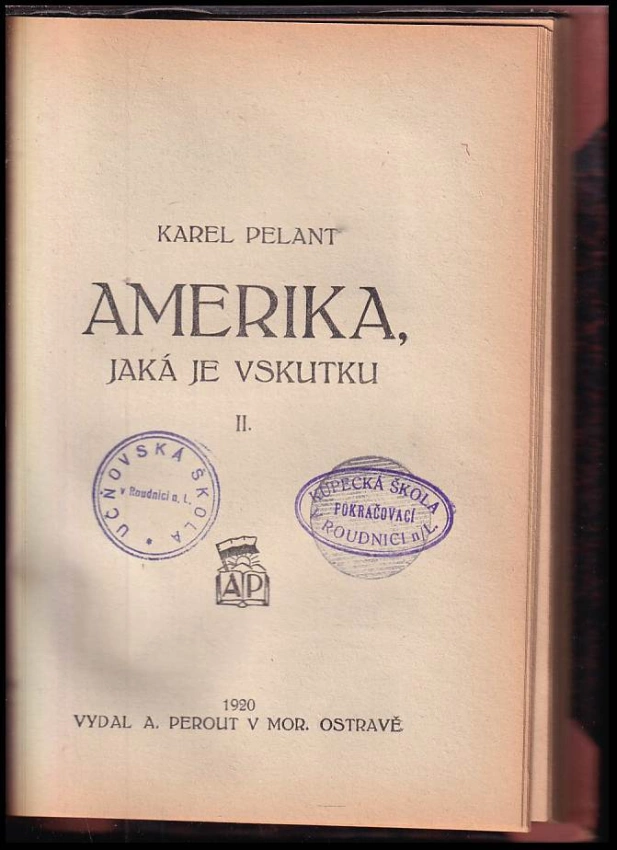 KAREL PELANT
AMERIKA,
JAKÁ JE VSKUTKU
II.
UČŇOVSKÁ ŠKOLA
v Roudnici n. L.
KUPECKÁ ŠKOLA
POKRAČOVACÍ
ROUDNICI n/L.
AP
1920
VYDAL A. PEROUT V MOR. OSTRAVĚ